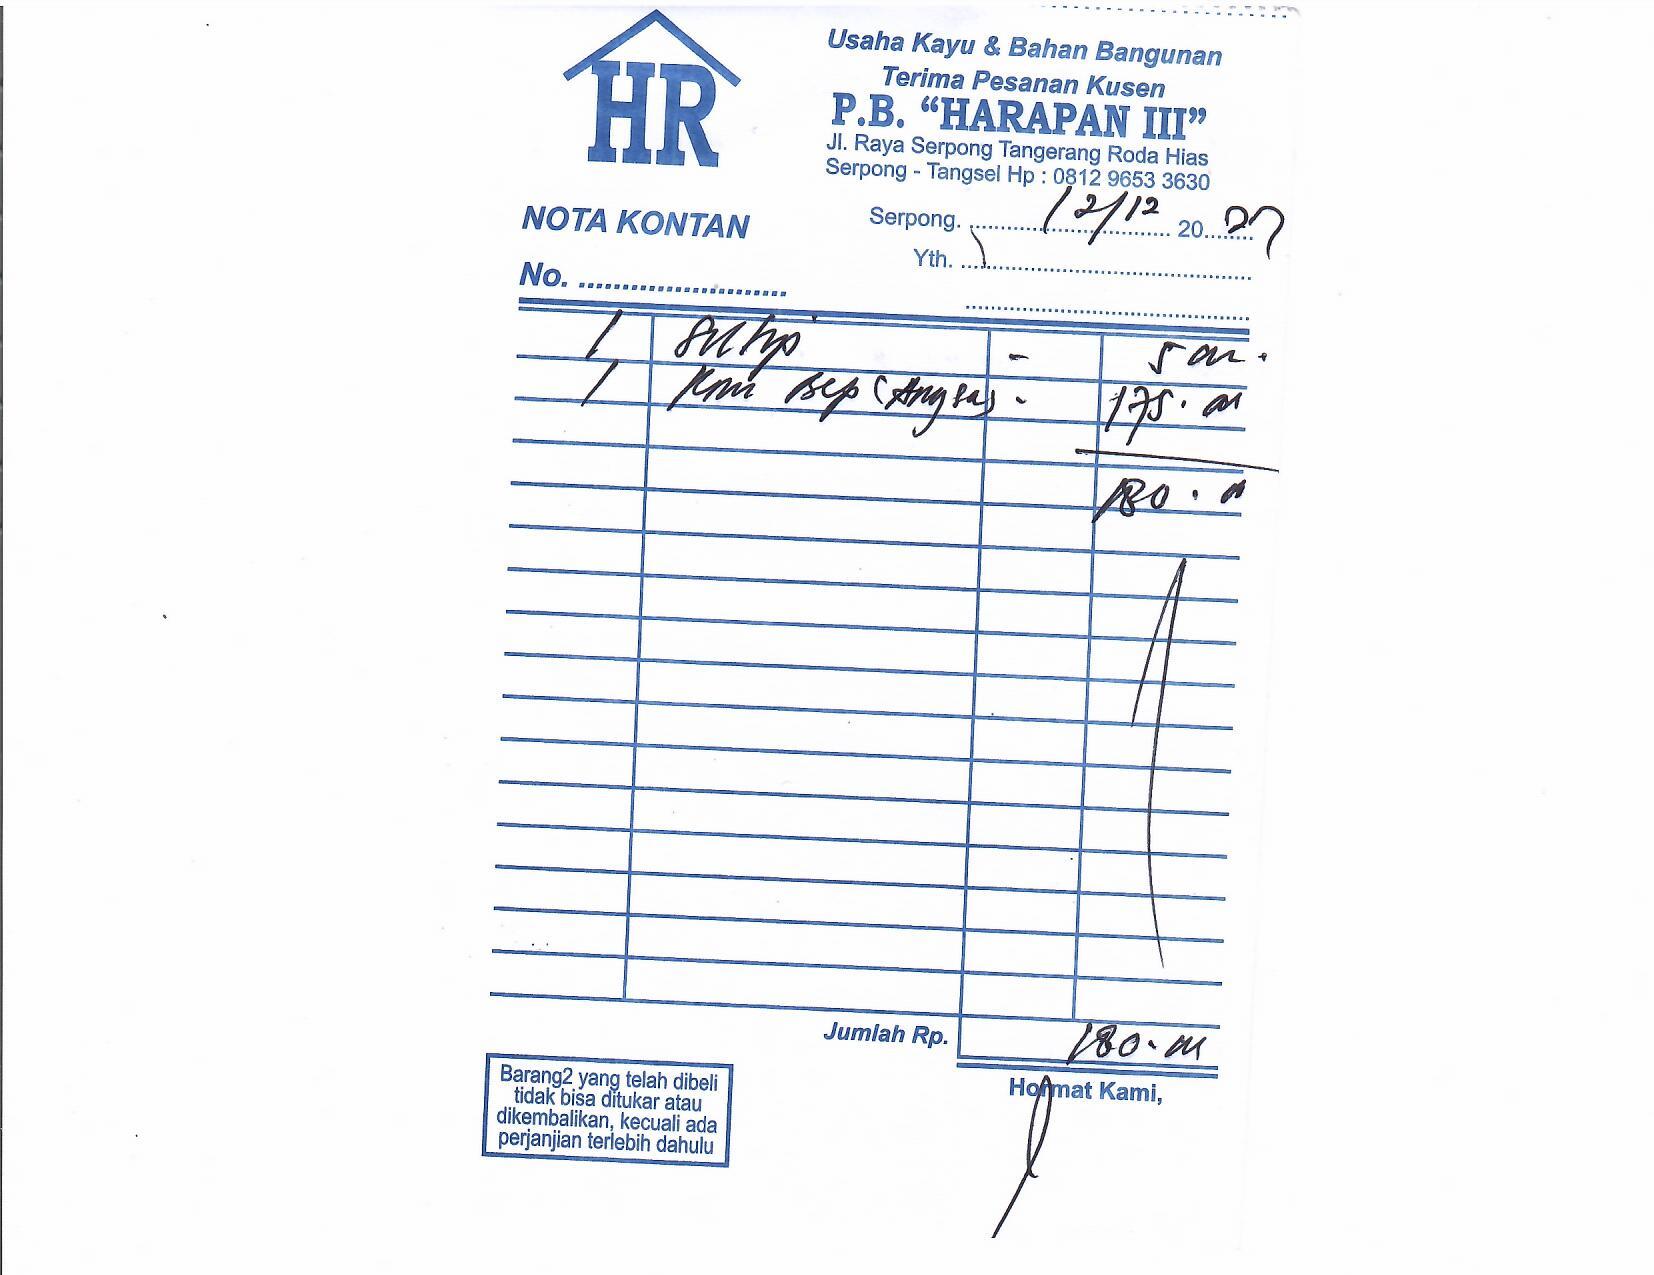 HR
Usaha Kayu & Bahan Bangunan
Terima Pesanan Kusen
P.B. “HARAPAN III”
Jl. Raya Serpong Tangerang Roda Hias
Serpong - Tangsel Hp : 0812 9653 3630
NOTA KONTAN
Serpong. 12/12 20
Yth.
No.
1 -
1 (Angsa) - 175.
180.
Jumlah Rp. 180.
Hormat Kami,
Barang2 yang telah dibeli
tidak bisa ditukar atau
dikembalikan, kecuali ada
perjanjian terlebih dahulu